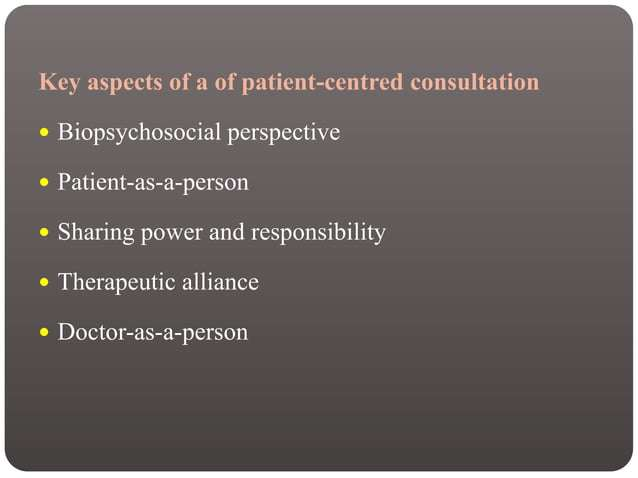 Key aspects of a of patient-centred consultation
Biopsychosocial perspective
Patient-as-a-person
Sharing power and responsibility
Therapeutic alliance
Doctor-as-a-person